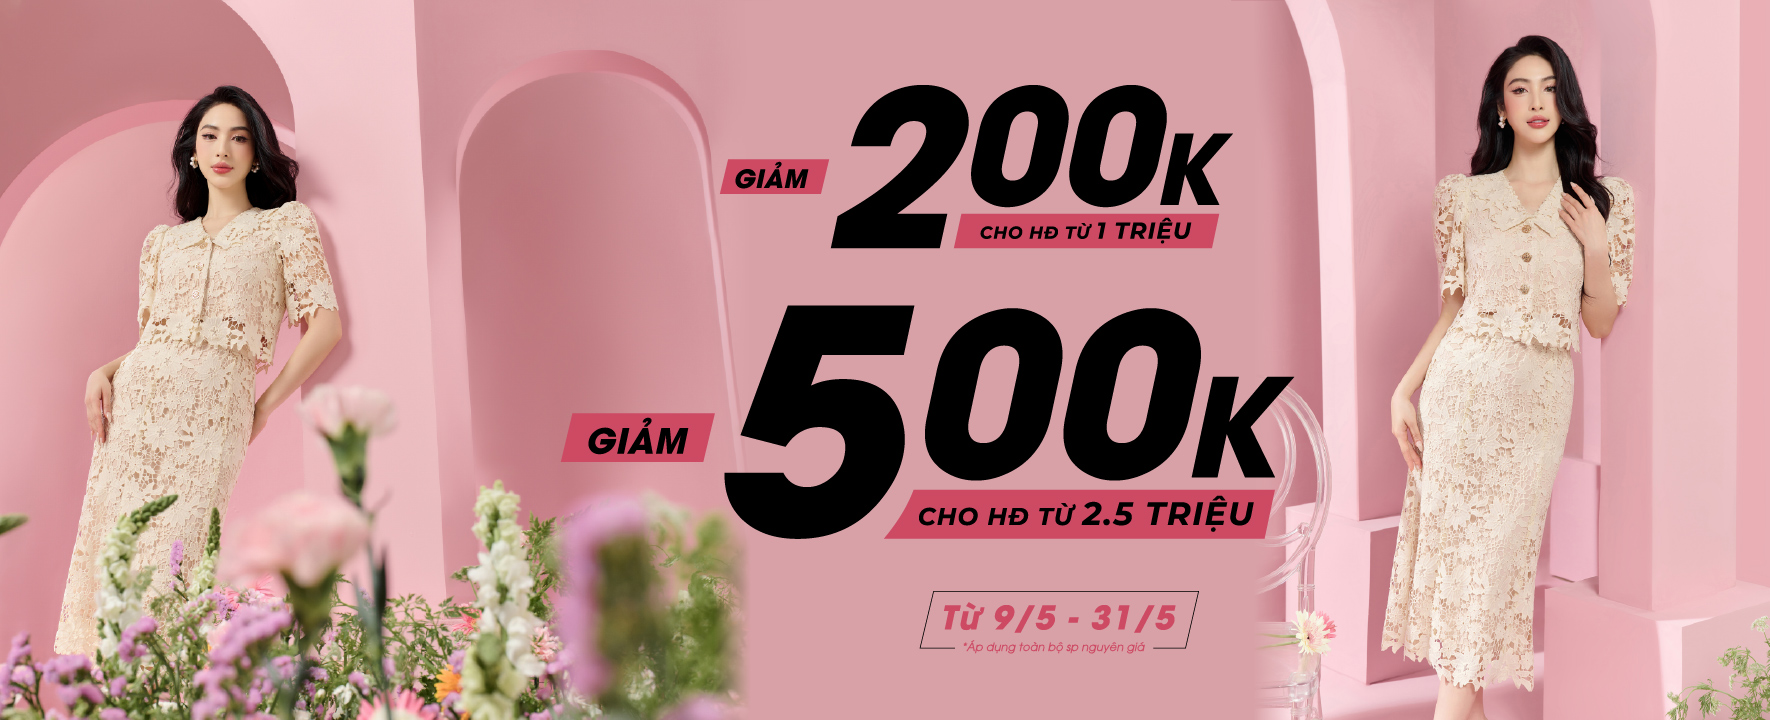 GIẢM 200K
CHO HĐ TỪ 1 TRIỆU
GIẢM 500K
CHO HĐ TỪ 2.5 TRIỆU
Từ 9/5 - 31/5
*Áp dụng toàn bộ sp nguyên giá